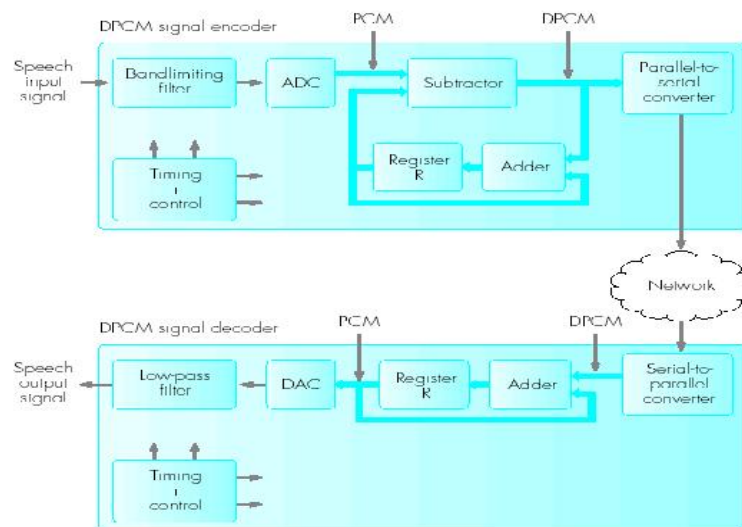 DPCM signal encoder
PCM
DPCM
Speech
input
signal
Bandlimiting
filter
ADC
Subtractor
Parallel-to-
serial
converter
Register
R
Adder
Timing
+
control
Network
DPCM signal decoder
PCM
DPCM
Speech
output
signal
Low-pass
filter
DAC
Register
R
Adder
Serial-to-
parallel
converter
Timing
+
control